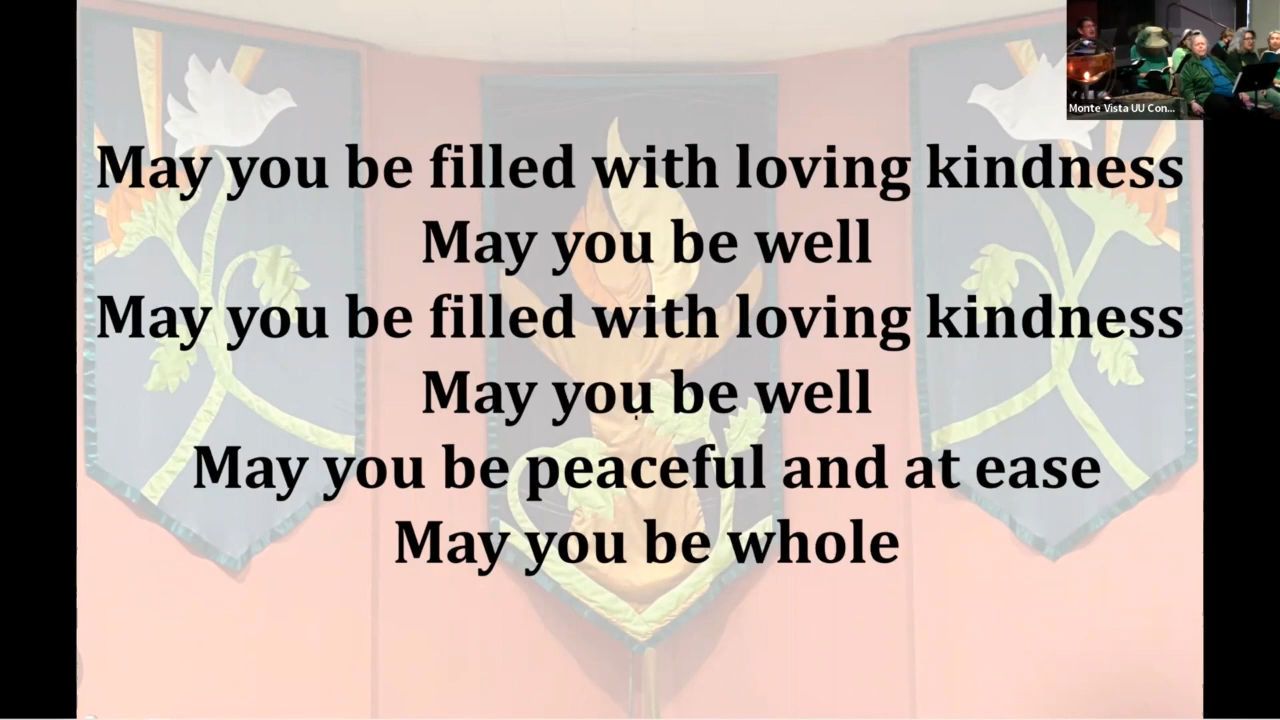 May you be filled with loving kindness
May you be well
May you be filled with loving kindness
May you be well
May you be peaceful and at ease
May you be whole
Monte Vista UU Con...